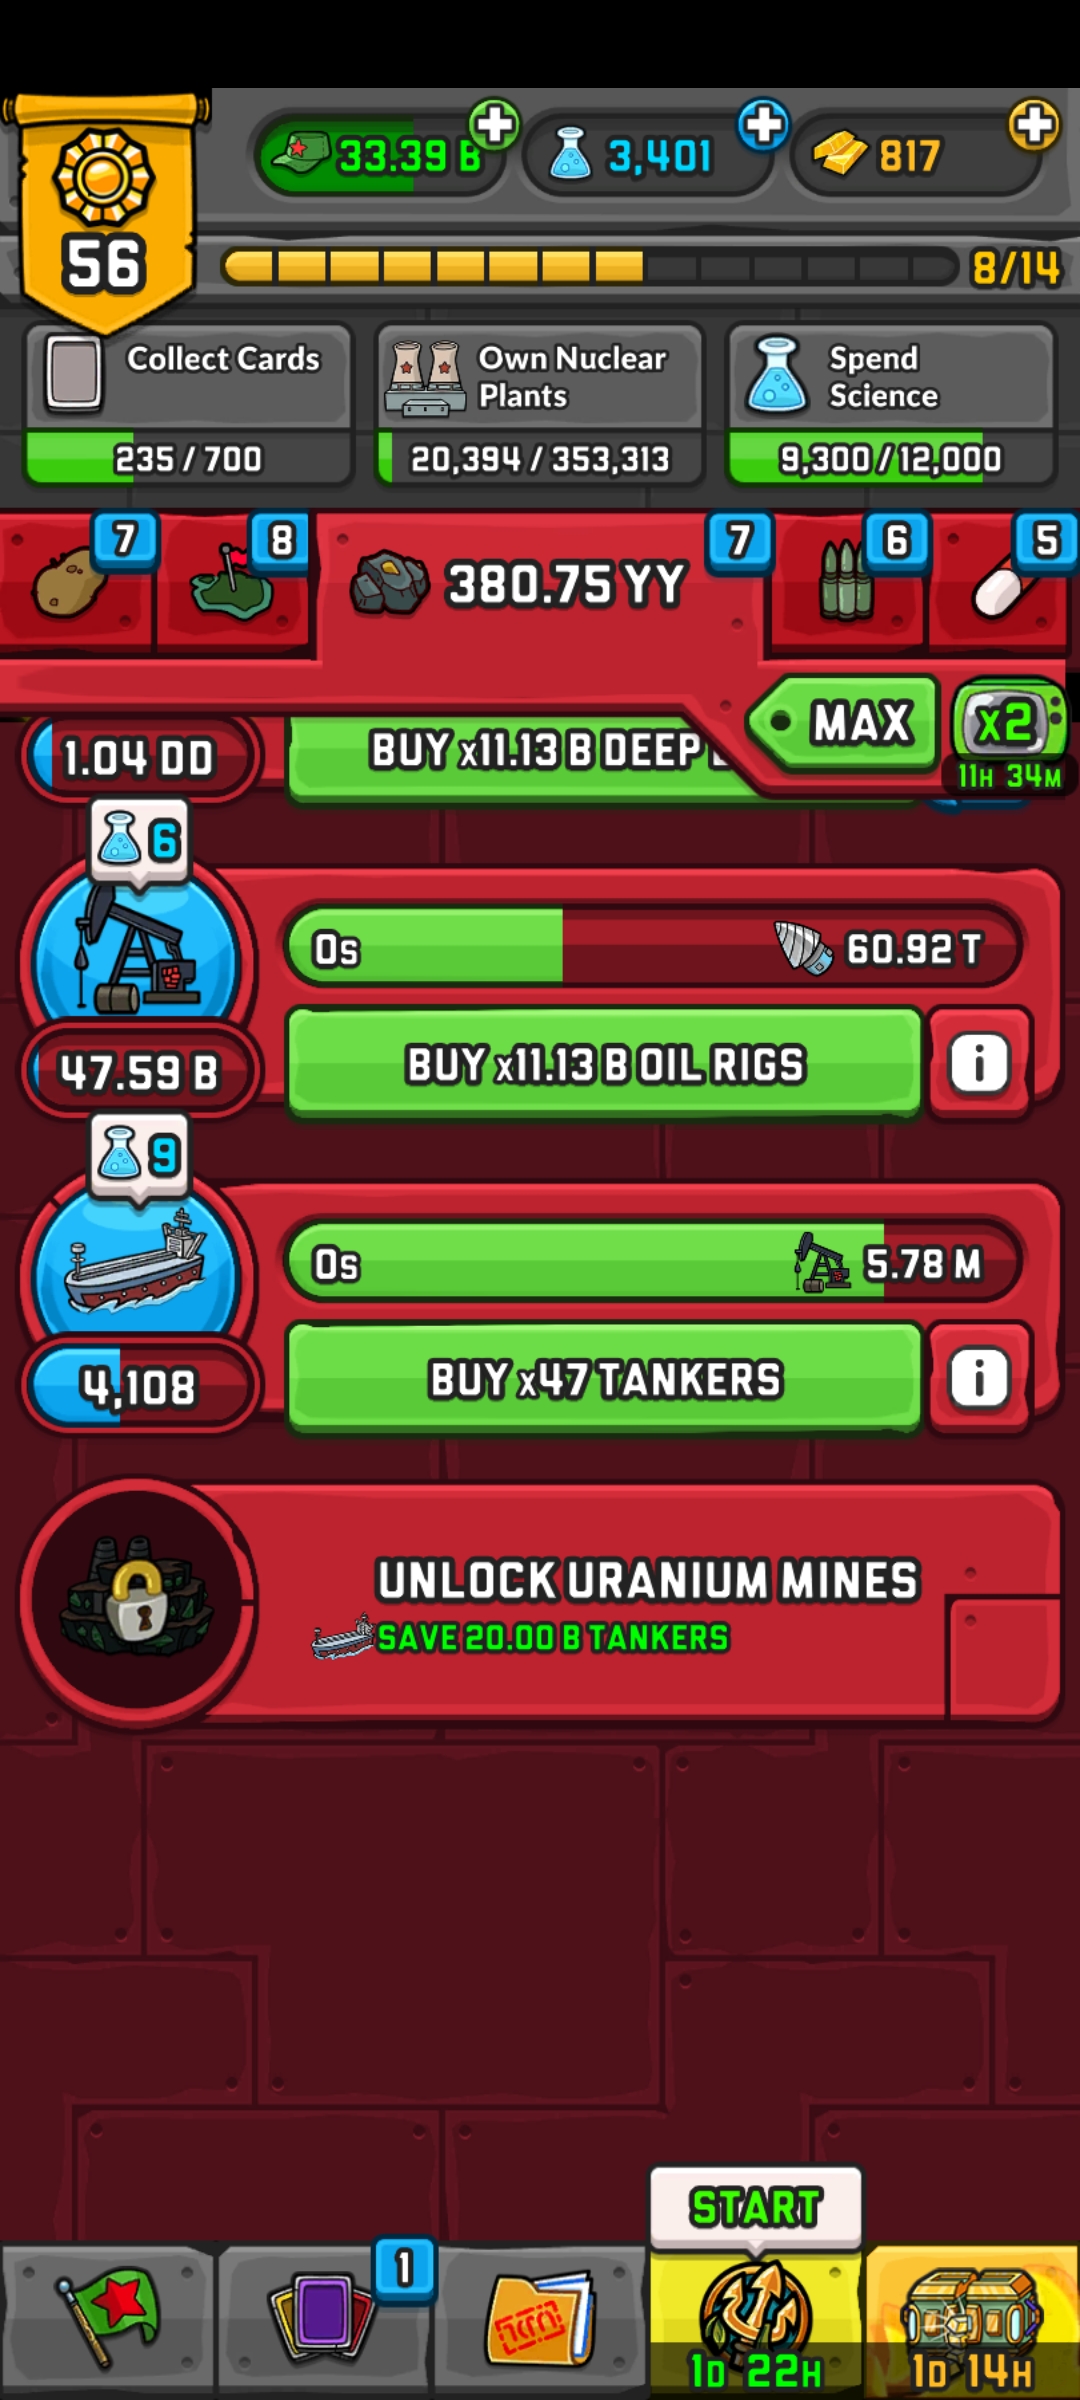 33.39 B
3,401
817
56
8/14
Collect Cards
235 / 700
Own Nuclear
Plants
20,394 / 353,313
Spend
Science
9,300 / 12,000
7
8
380.75 YY
7
6
5
MAX
x2
11H 34M
1.04 DD
BUY x11.13 B DEEP
6
0s
60.92 T
47.59 B
BUY x11.13 B OIL RIGS
i
9
0s
5.78 M
4,108
BUY x47 TANKERS
i
UNLOCK URANIUM MINES
SAVE 20.00 B TANKERS
START
1
1D 22H
1D 14H